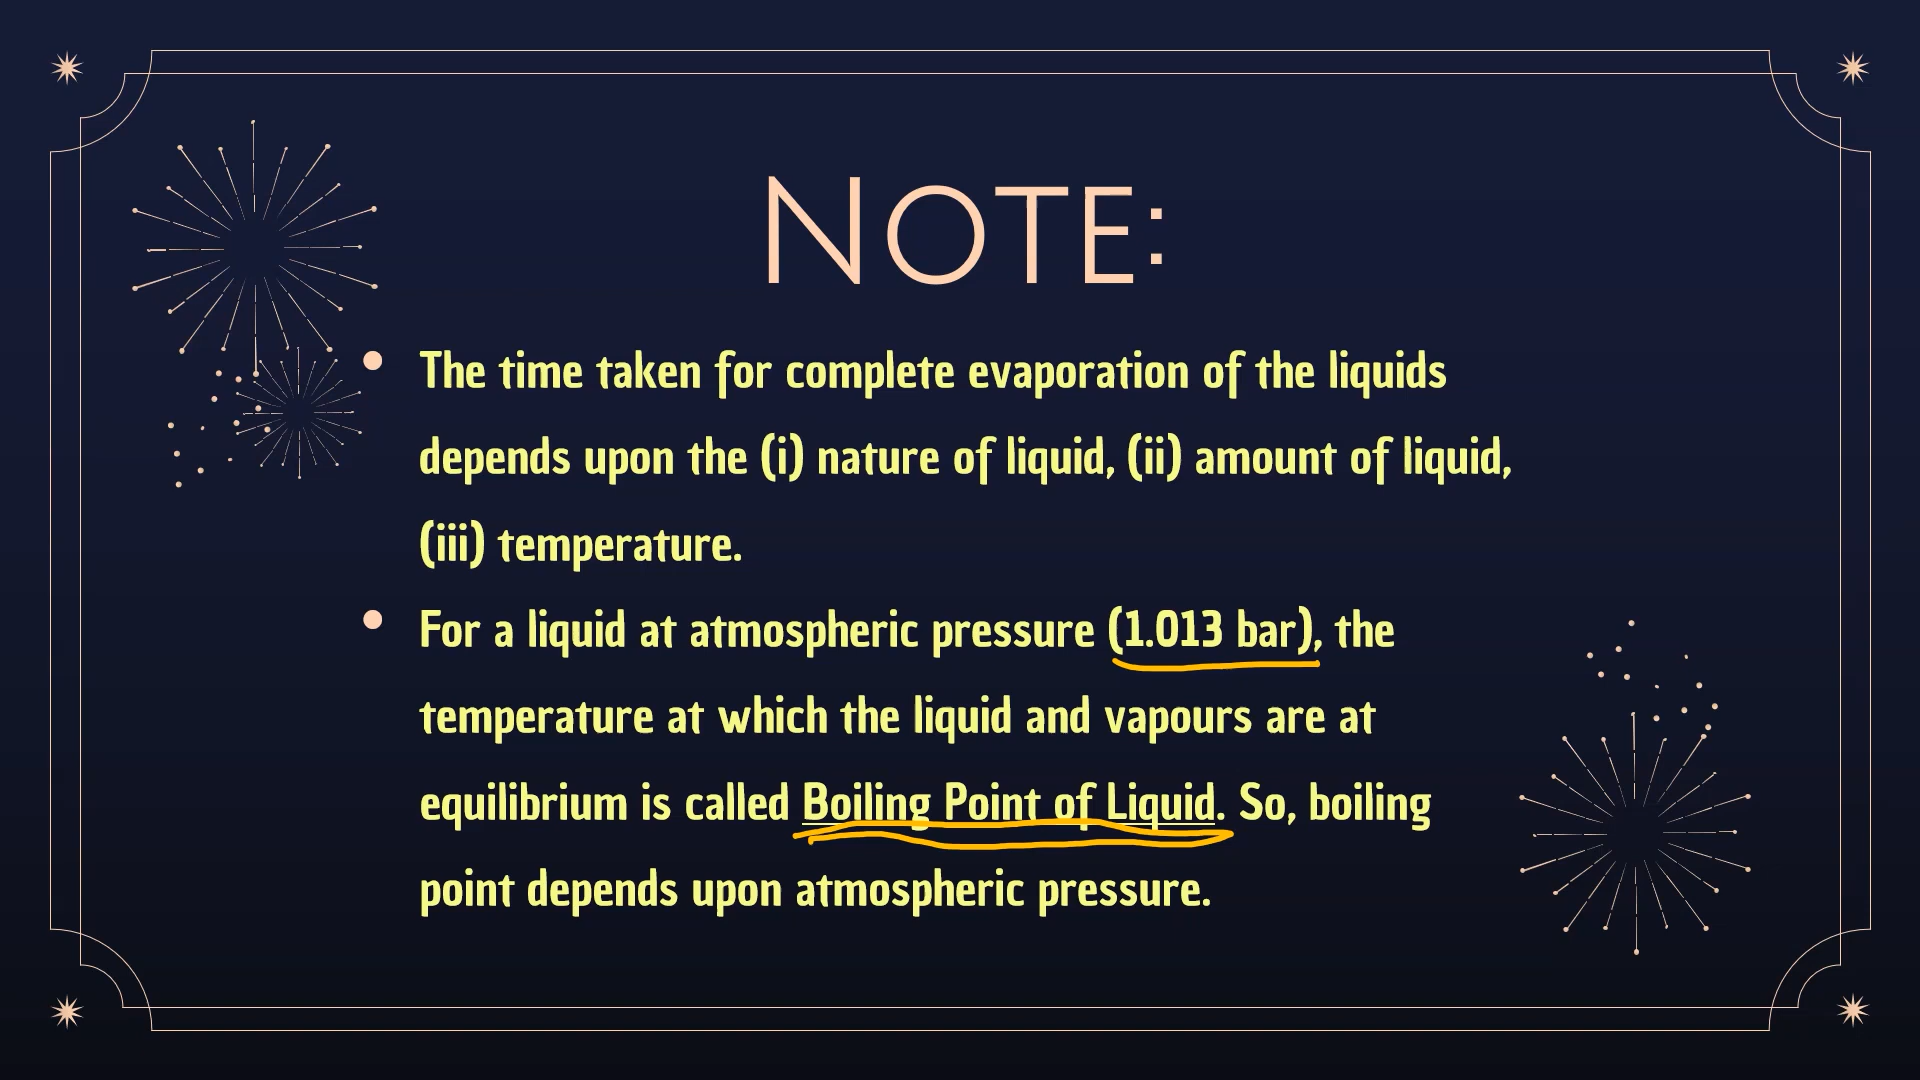 NOTE:
• The time taken for complete evaporation of the liquids
depends upon the (i) nature of liquid, (ii) amount of liquid,
(iii) temperature.
• For a liquid at atmospheric pressure (1.013 bar), the
temperature at which the liquid and vapours are at
equilibrium is called Boiling Point of Liquid. So, boiling
point depends upon atmospheric pressure.